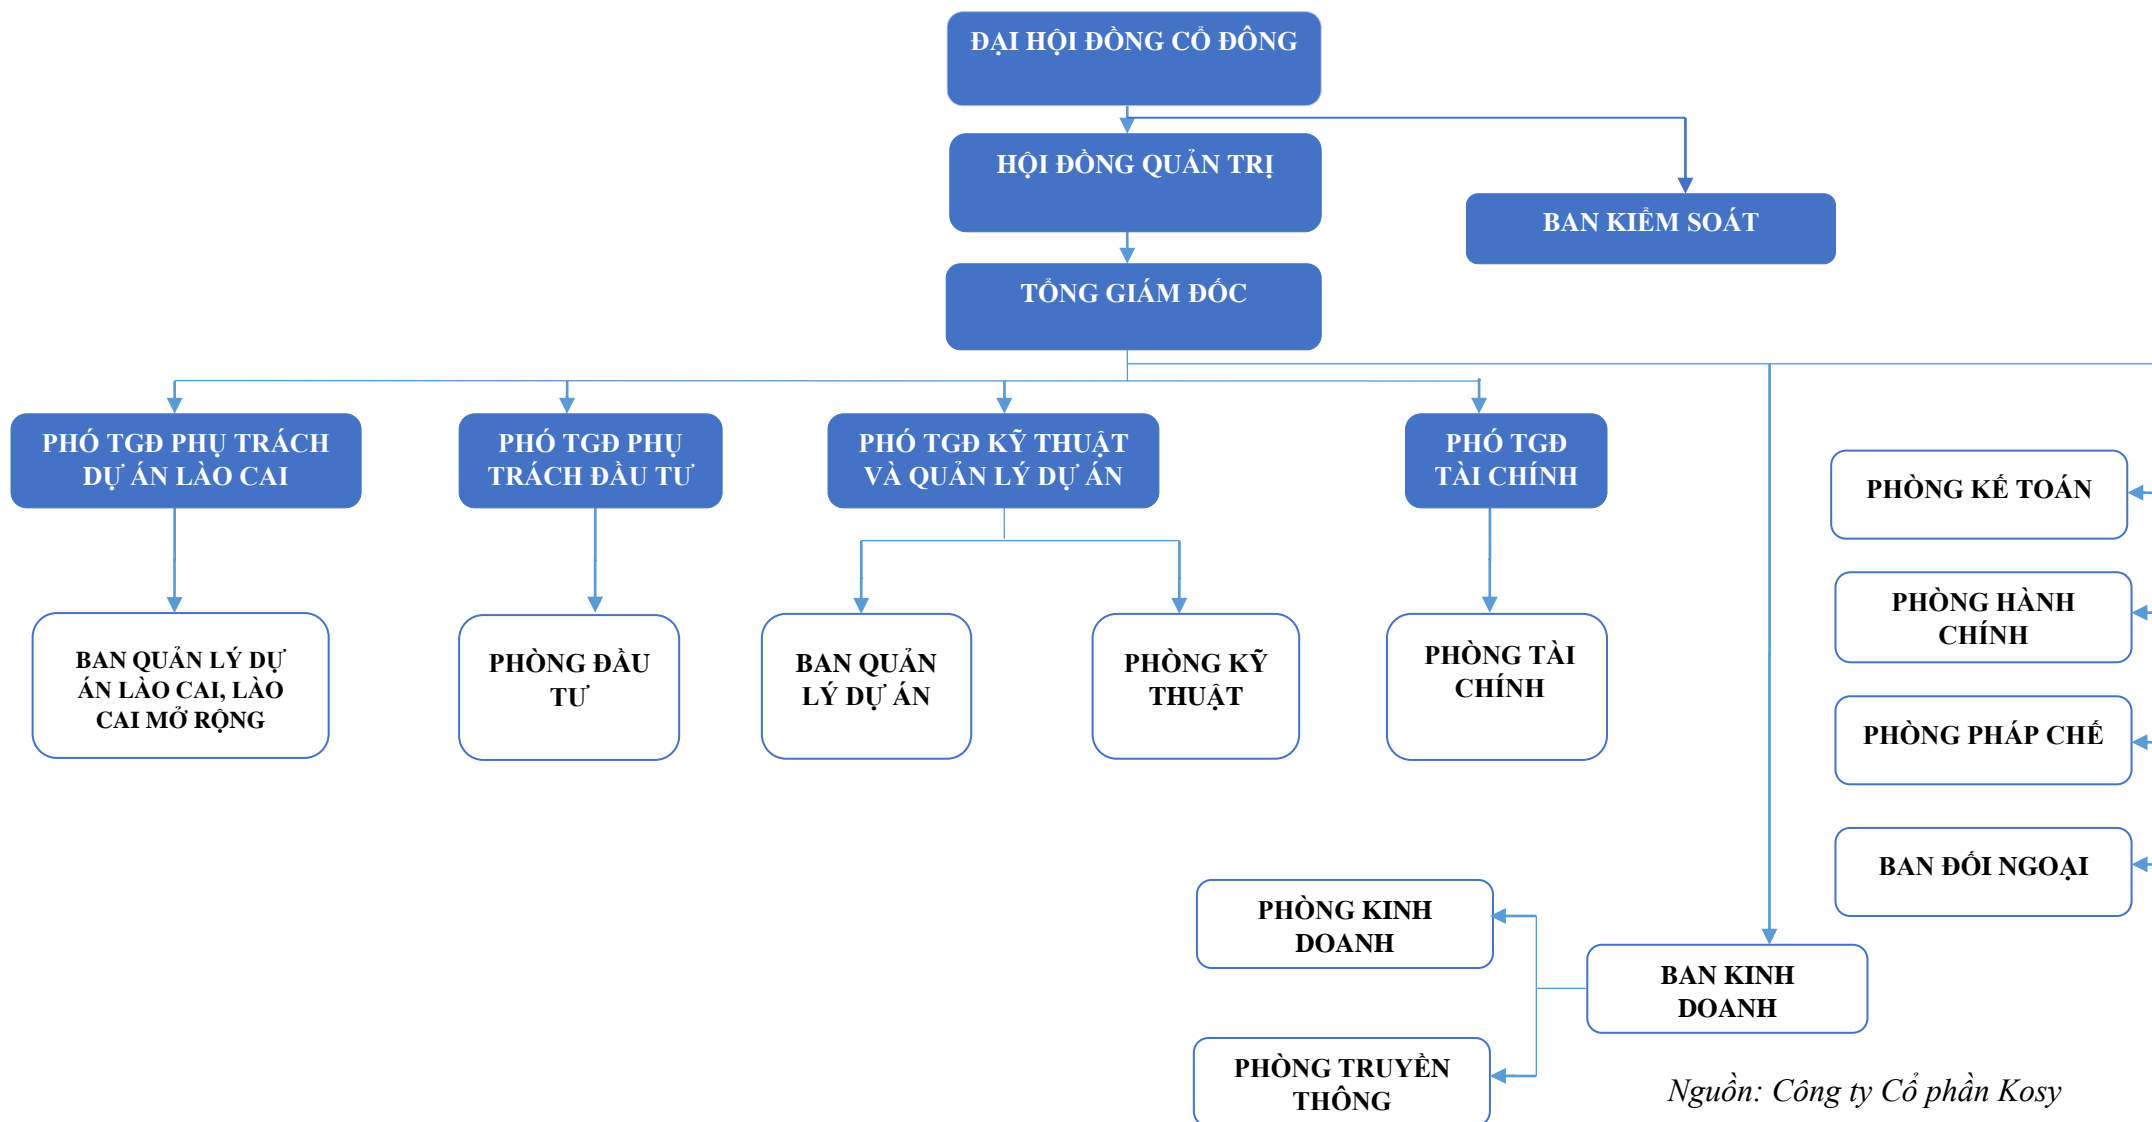 ĐẠI HỘI ĐỒNG CỔ ĐÔNG
HỘI ĐỒNG QUẢN TRỊ
BAN KIỂM SOÁT
TỔNG GIÁM ĐỐC
PHÓ TGĐ PHỤ TRÁCH
DỰ ÁN LÀO CAI
PHÓ TGĐ PHỤ
TRÁCH ĐẦU TƯ
PHÓ TGĐ KỸ THUẬT
VÀ QUẢN LÝ DỰ ÁN
PHÓ TGĐ
TÀI CHÍNH
PHÒNG KẾ TOÁN
PHÒNG HÀNH
CHÍNH
BAN QUẢN LÝ DỰ
ÁN LÀO CAI, LÀO
CAI MỞ RỘNG
PHÒNG ĐẦU
TƯ
BAN QUẢN
LÝ DỰ ÁN
PHÒNG KỸ
THUẬT
PHÒNG TÀI
CHÍNH
PHÒNG PHÁP CHẾ
BAN ĐỐI NGOẠI
PHÒNG KINH
DOANH
BAN KINH
DOANH
PHÒNG TRUYỀN
THÔNG
Nguồn: Công ty Cổ phần Kosy